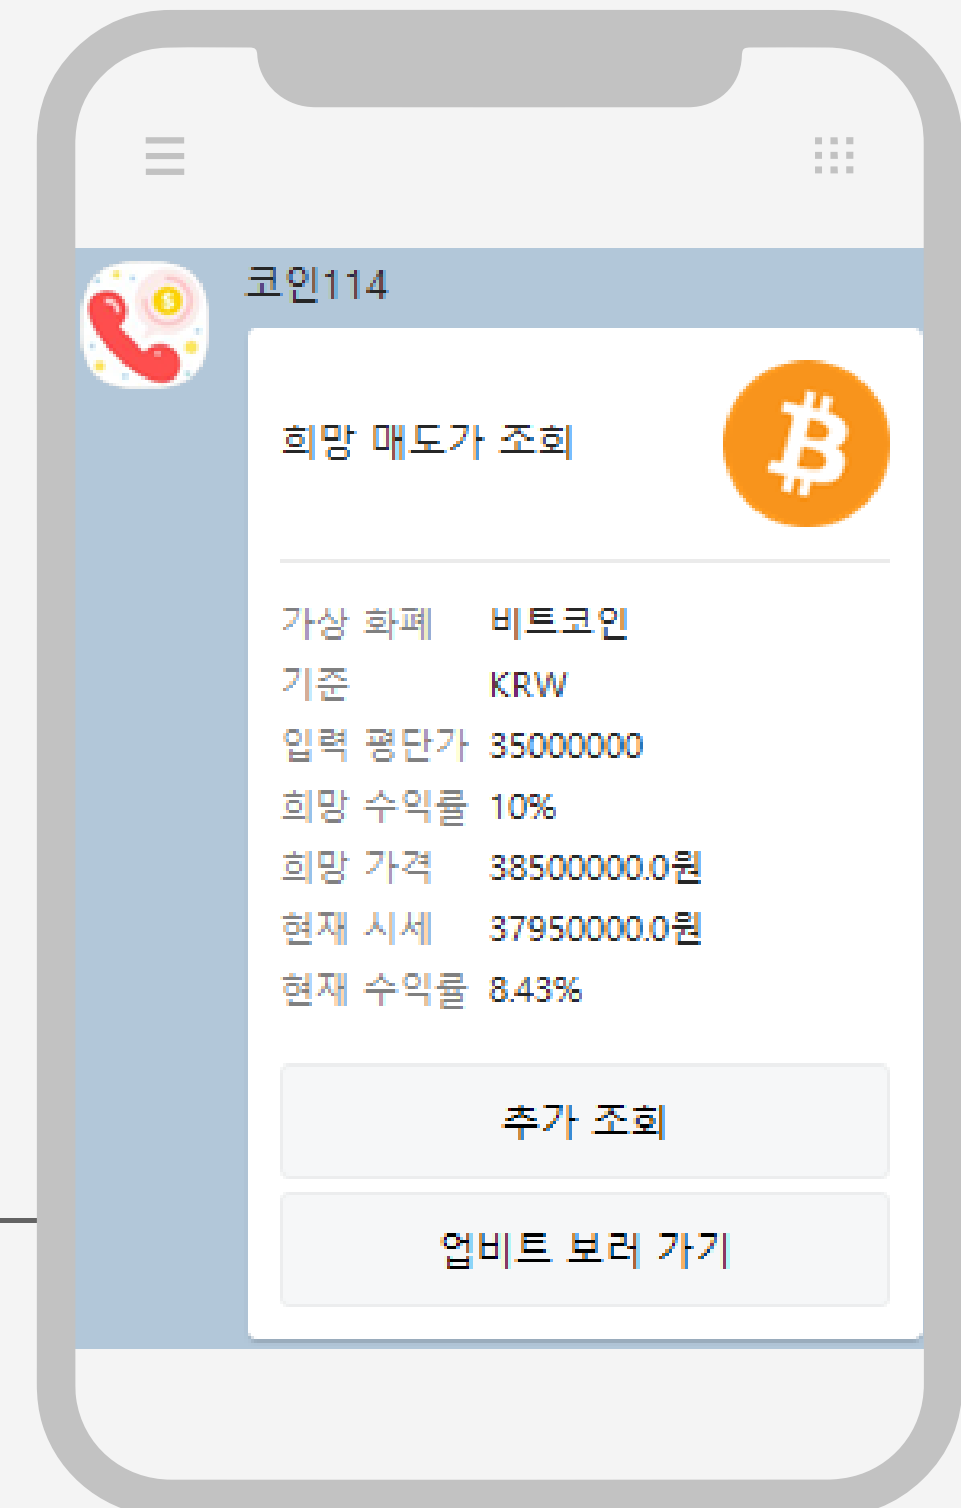 코인114
희망 매도가 조회
가상 화폐 비트코인
기준 KRW
입력 평단가 35000000
희망 수익률 10%
희망 가격 38500000.0원
현재 시세 37950000.0원
현재 수익률 8.43%
추가 조회
업비트 보러 가기